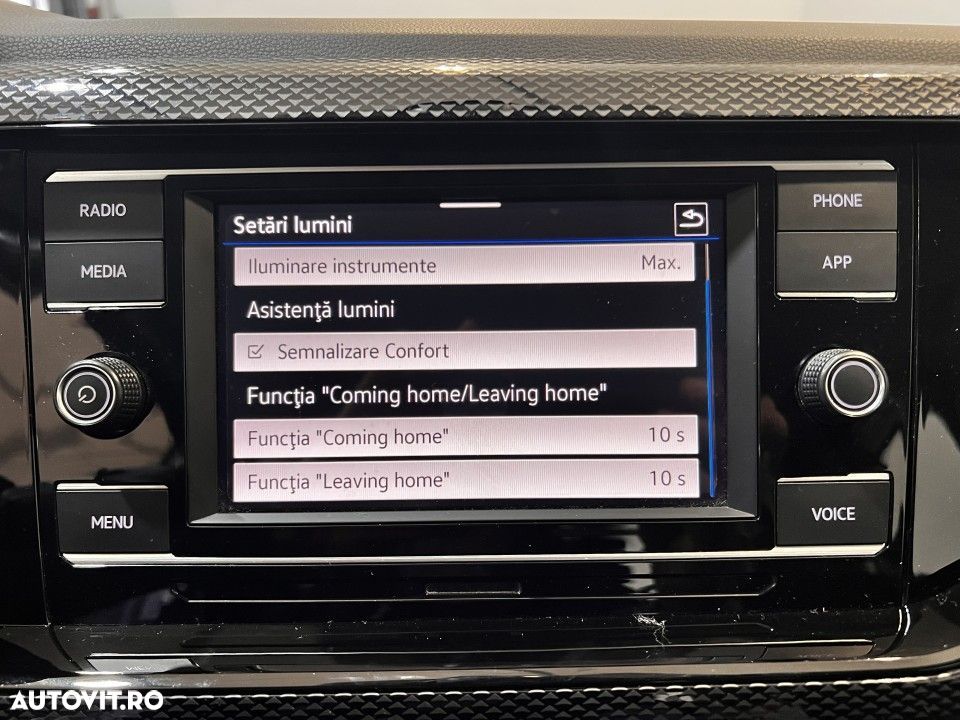 RADIO
MEDIA
MENU
Setări lumini
Iluminare instrumente Max.
Asistenţă lumini
Semnalizare Confort
Funcţia "Coming home/Leaving home"
Funcţia "Coming home" 10 s
Funcţia "Leaving home" 10 s
PHONE
APP
VOICE
AUTOVIT.RO